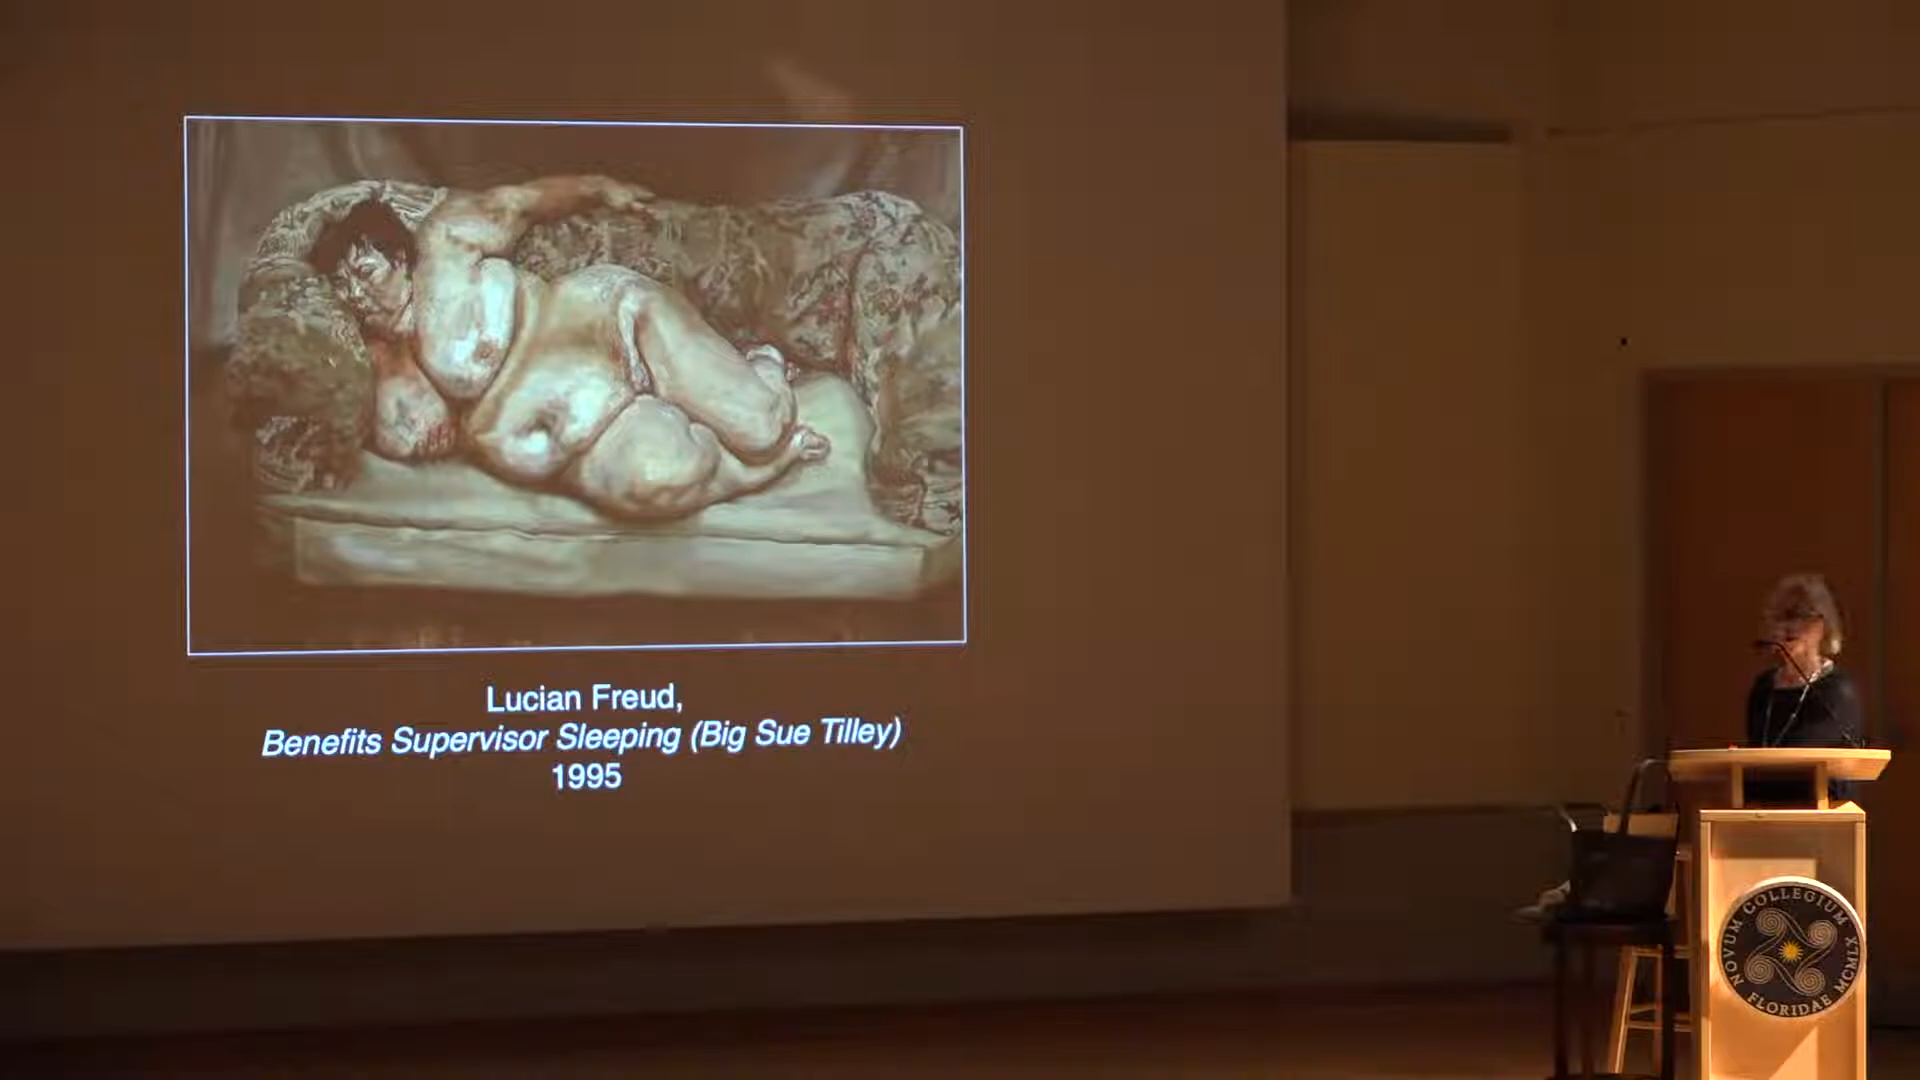 Lucian Freud,
Benefits Supervisor Sleeping (Big Sue Tilley)
1995
NOVUM COLLEGIUM FLORIDAE MCMLX